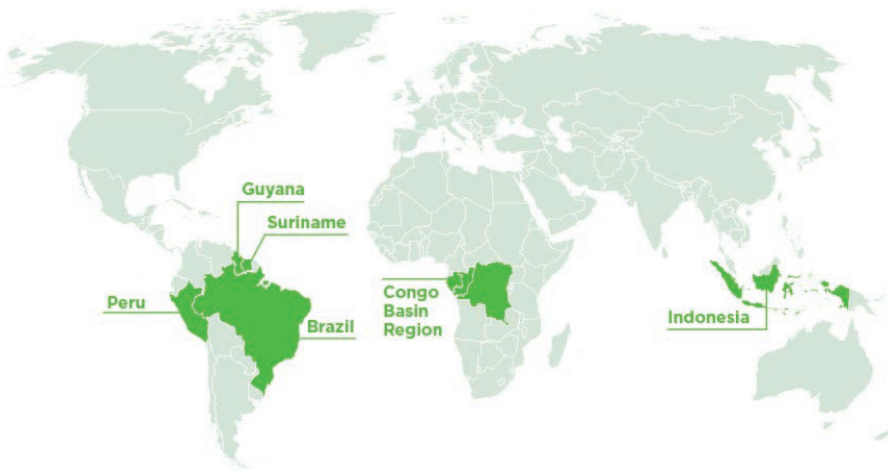 Guyana
Suriname
Peru
Brazil
Congo
Basin
Region
Indonesia